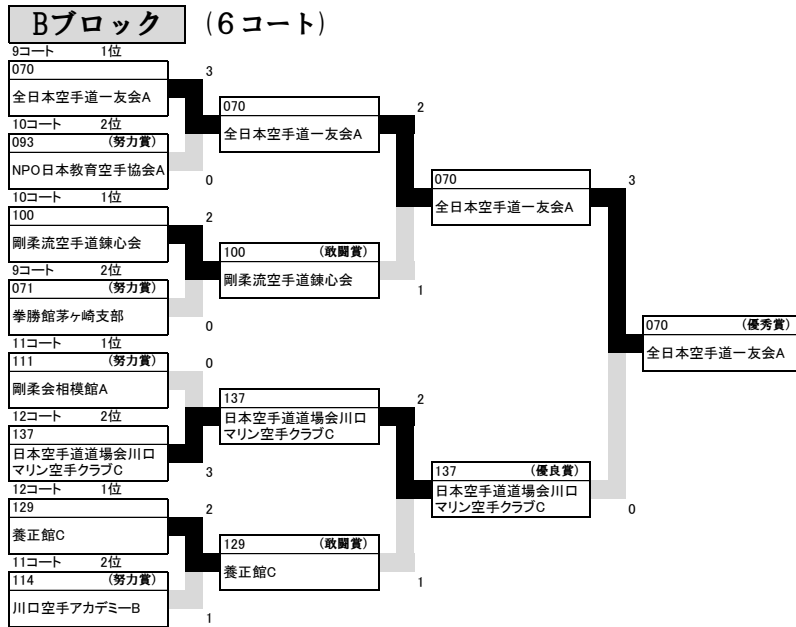 Bブロック (6コート)
9コート 1位
070
全日本空手道一友会A
3
10コート 2位
093 (努力賞)
NPO日本教育空手協会A
0
10コート 1位
100
剛柔流空手道錬心会
2
9コート 2位
071 (努力賞)
拳勝館茅ヶ崎支部
0
11コート 1位
111 (努力賞)
剛柔会相模館A
0
12コート 2位
137
日本空手道道場会川口
マリン空手クラブC
3
12コート 1位
129
養正館C
2
11コート 2位
114 (努力賞)
川口空手アカデミーB
1
070
全日本空手道一友会A
2
100 (敢闘賞)
剛柔流空手道錬心会
1
137
日本空手道道場会川口
マリン空手クラブC
2
129 (敢闘賞)
養正館C
1
070
全日本空手道一友会A
3
137 (優良賞)
日本空手道道場会川口
マリン空手クラブC
0
070 (優秀賞)
全日本空手道一友会A